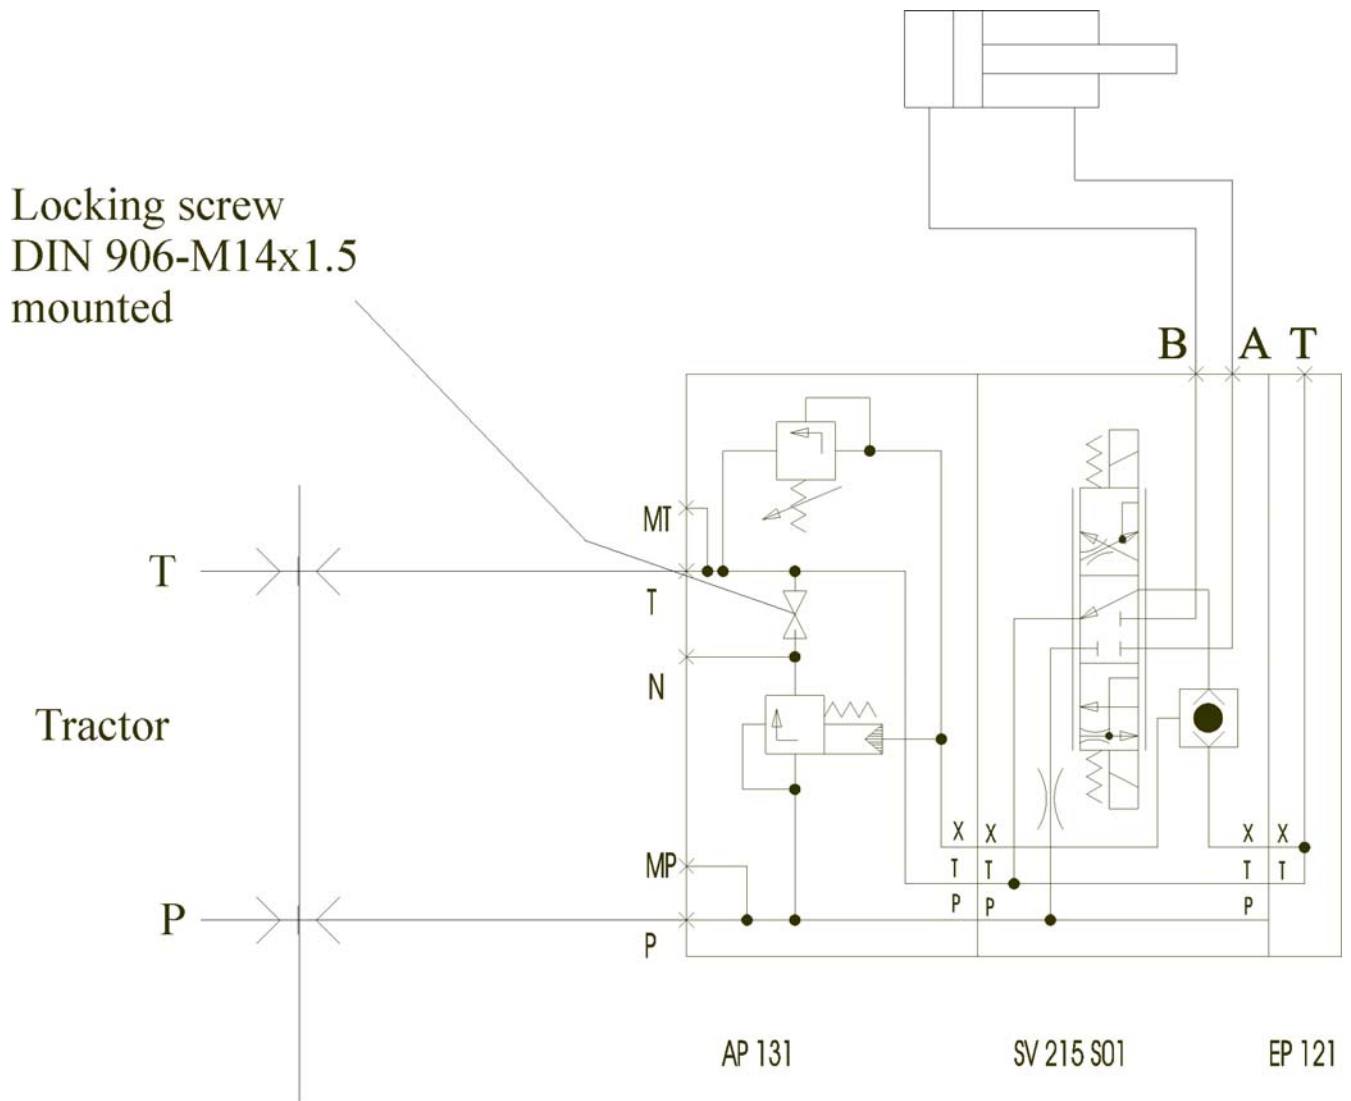 Locking screw
DIN 906-M14x1.5
mounted
B A T
MT
T
T
N
Tractor
X X X X
MP T T T T
P P P
P
P
AP 131 SV 215 S01 EP 121